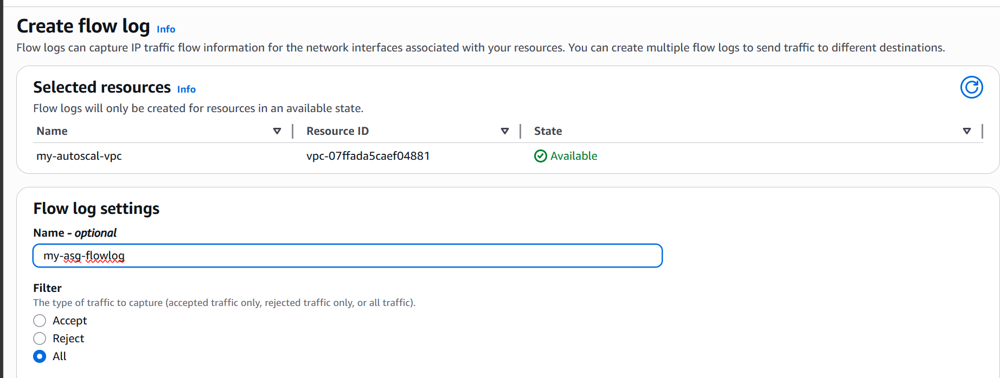 Create flow log Info
Flow logs can capture IP traffic flow information for the network interfaces associated with your resources. You can create multiple flow logs to send traffic to different destinations.
Selected resources Info
Flow logs will only be created for resources in an available state.
Name Resource ID State
my-autoscal-vpc vpc-07ffada5caef04881 Available
Flow log settings
Name - optional
my-asg-flowlog
Filter
The type of traffic to capture (accepted traffic only, rejected traffic only, or all traffic).
Accept
Reject
All